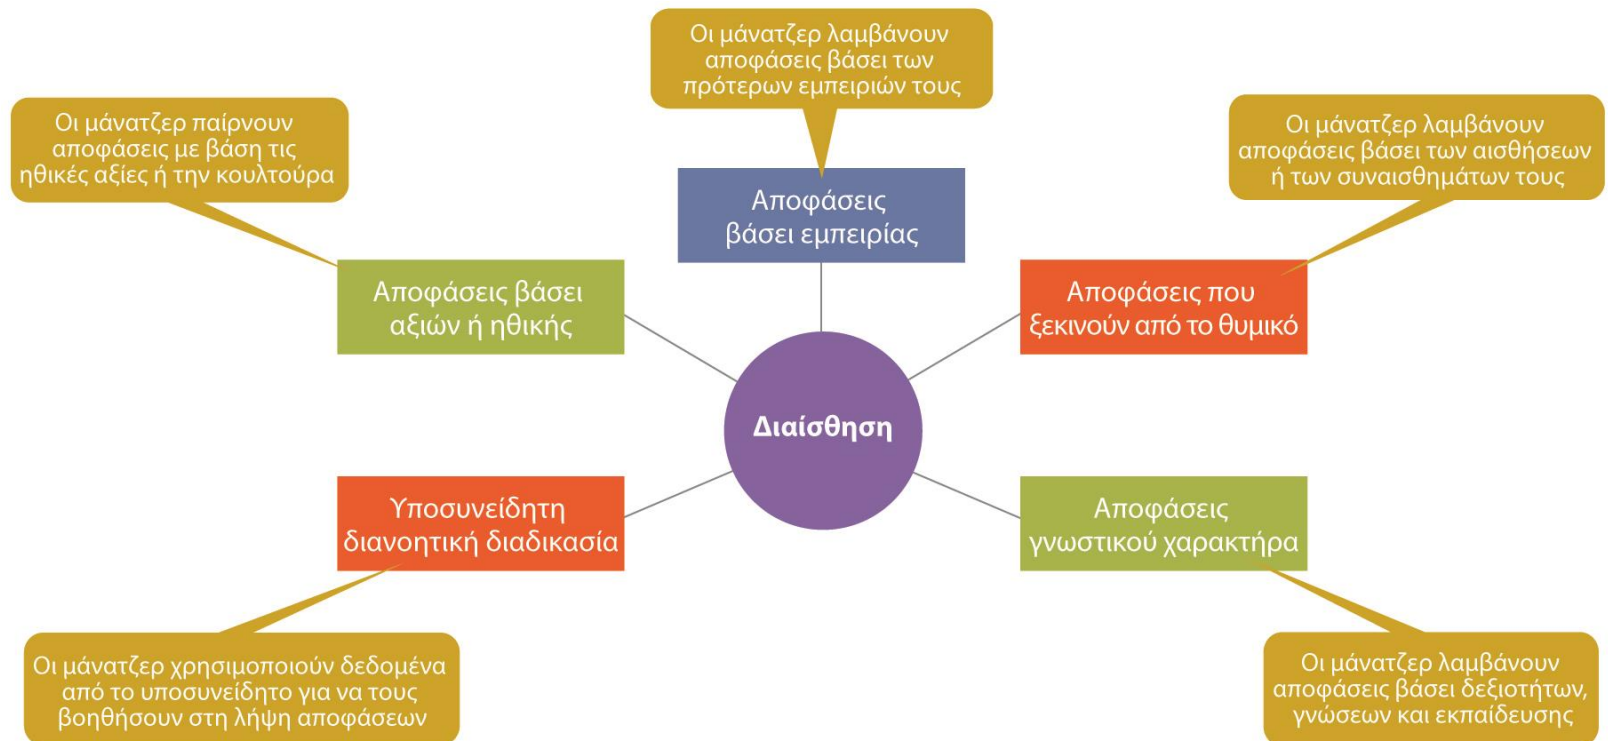 Οι μάνατζερ λαμβάνουν
αποφάσεις βάσει των
πρότερων εμπειριών τους
Οι μάνατζερ παίρνουν
αποφάσεις με βάση τις
ηθικές αξίες ή την κουλτούρα
Οι μάνατζερ λαμβάνουν
αποφάσεις βάσει των αισθήσεων
ή των συναισθημάτων τους
Αποφάσεις
βάσει εμπειρίας
Αποφάσεις βάσει
αξιών ή ηθικής
Αποφάσεις που
ξεκινούν από το θυμικό
Διαίσθηση
Υποσυνείδητη
διανοητική διαδικασία
Αποφάσεις
γνωστικού χαρακτήρα
Οι μάνατζερ χρησιμοποιούν δεδομένα
από το υποσυνείδητο για να τους
βοηθήσουν στη λήψη αποφάσεων
Οι μάνατζερ λαμβάνουν
αποφάσεις βάσει δεξιοτήτων,
γνώσεων και εκπαίδευσης